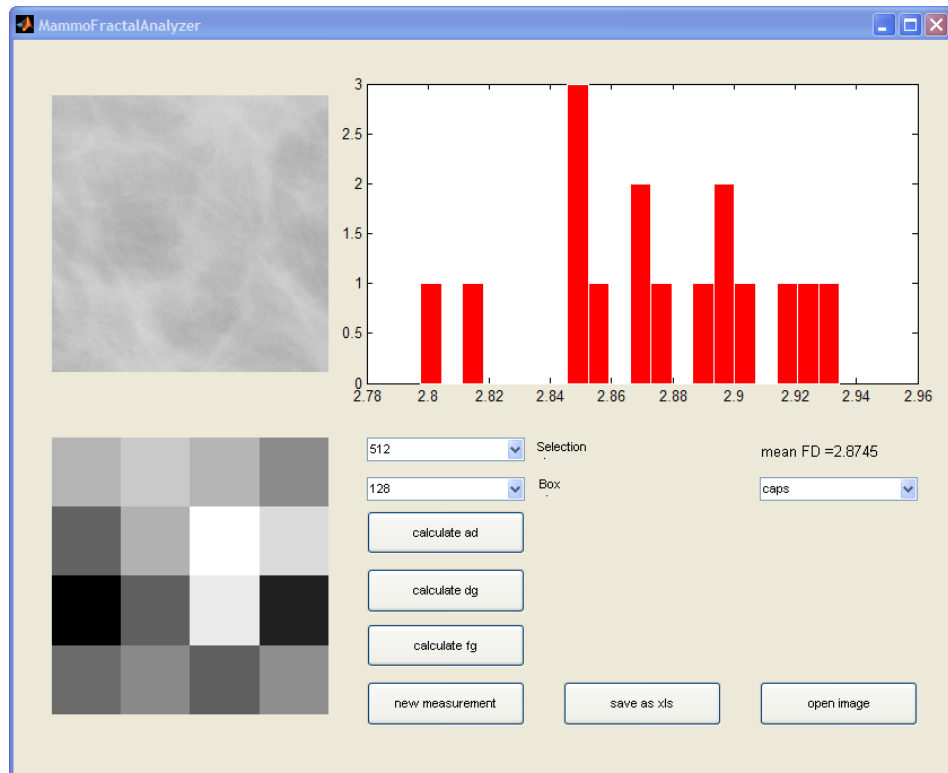 MammoFractalAnalyzer
3
2.5
2
1.5
1
0.5
0
2.78 2.8 2.82 2.84 2.86 2.88 2.9 2.92 2.94 2.96
512 Selection
mean FD =2.8745
128 Box
caps
calculate ad
calculate dg
calculate fg
new measurement save as xls open image